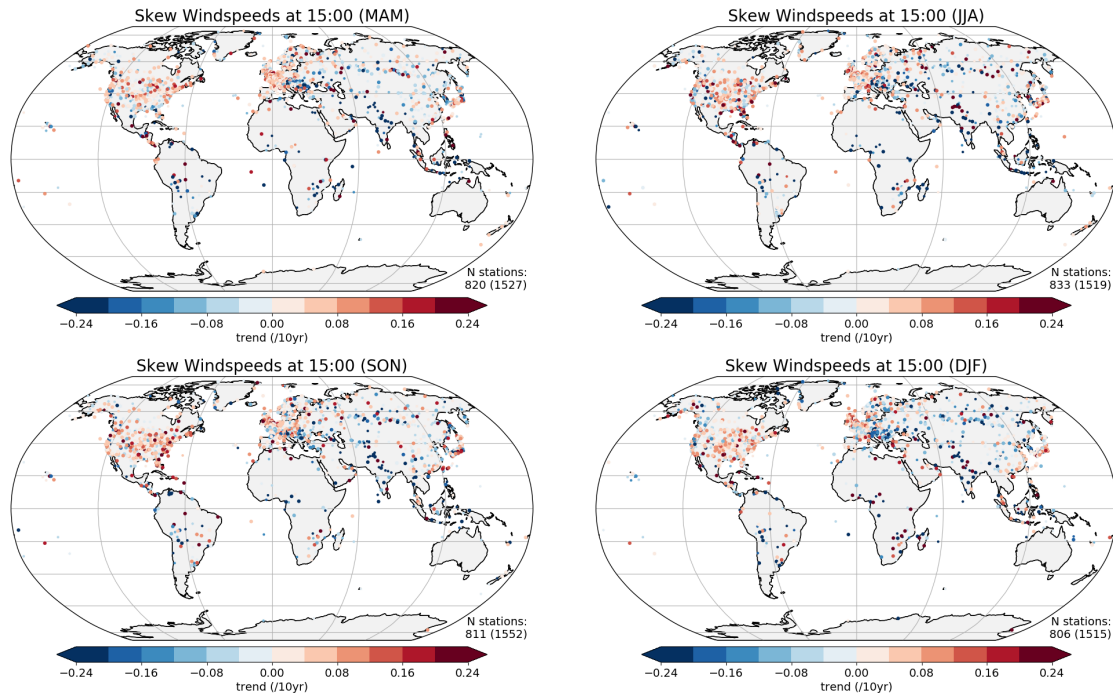 Skew Windspeeds at 15:00 (MAM)
N stations:
820 (1527)
−0.24 −0.16 −0.08 0.00 0.08 0.16 0.24
trend (/10yr)
Skew Windspeeds at 15:00 (JJA)
N stations:
833 (1519)
−0.24 −0.16 −0.08 0.00 0.08 0.16 0.24
trend (/10yr)
Skew Windspeeds at 15:00 (SON)
N stations:
811 (1552)
−0.24 −0.16 −0.08 0.00 0.08 0.16 0.24
trend (/10yr)
Skew Windspeeds at 15:00 (DJF)
N stations:
806 (1515)
−0.24 −0.16 −0.08 0.00 0.08 0.16 0.24
trend (/10yr)